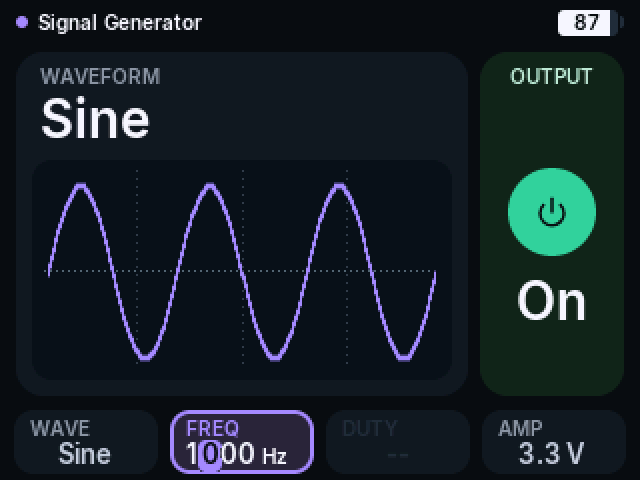 Signal Generator
87
WAVEFORM
Sine
OUTPUT
On
WAVE
Sine
FREQ
1000 Hz
DUTY
--
AMP
3.3 V